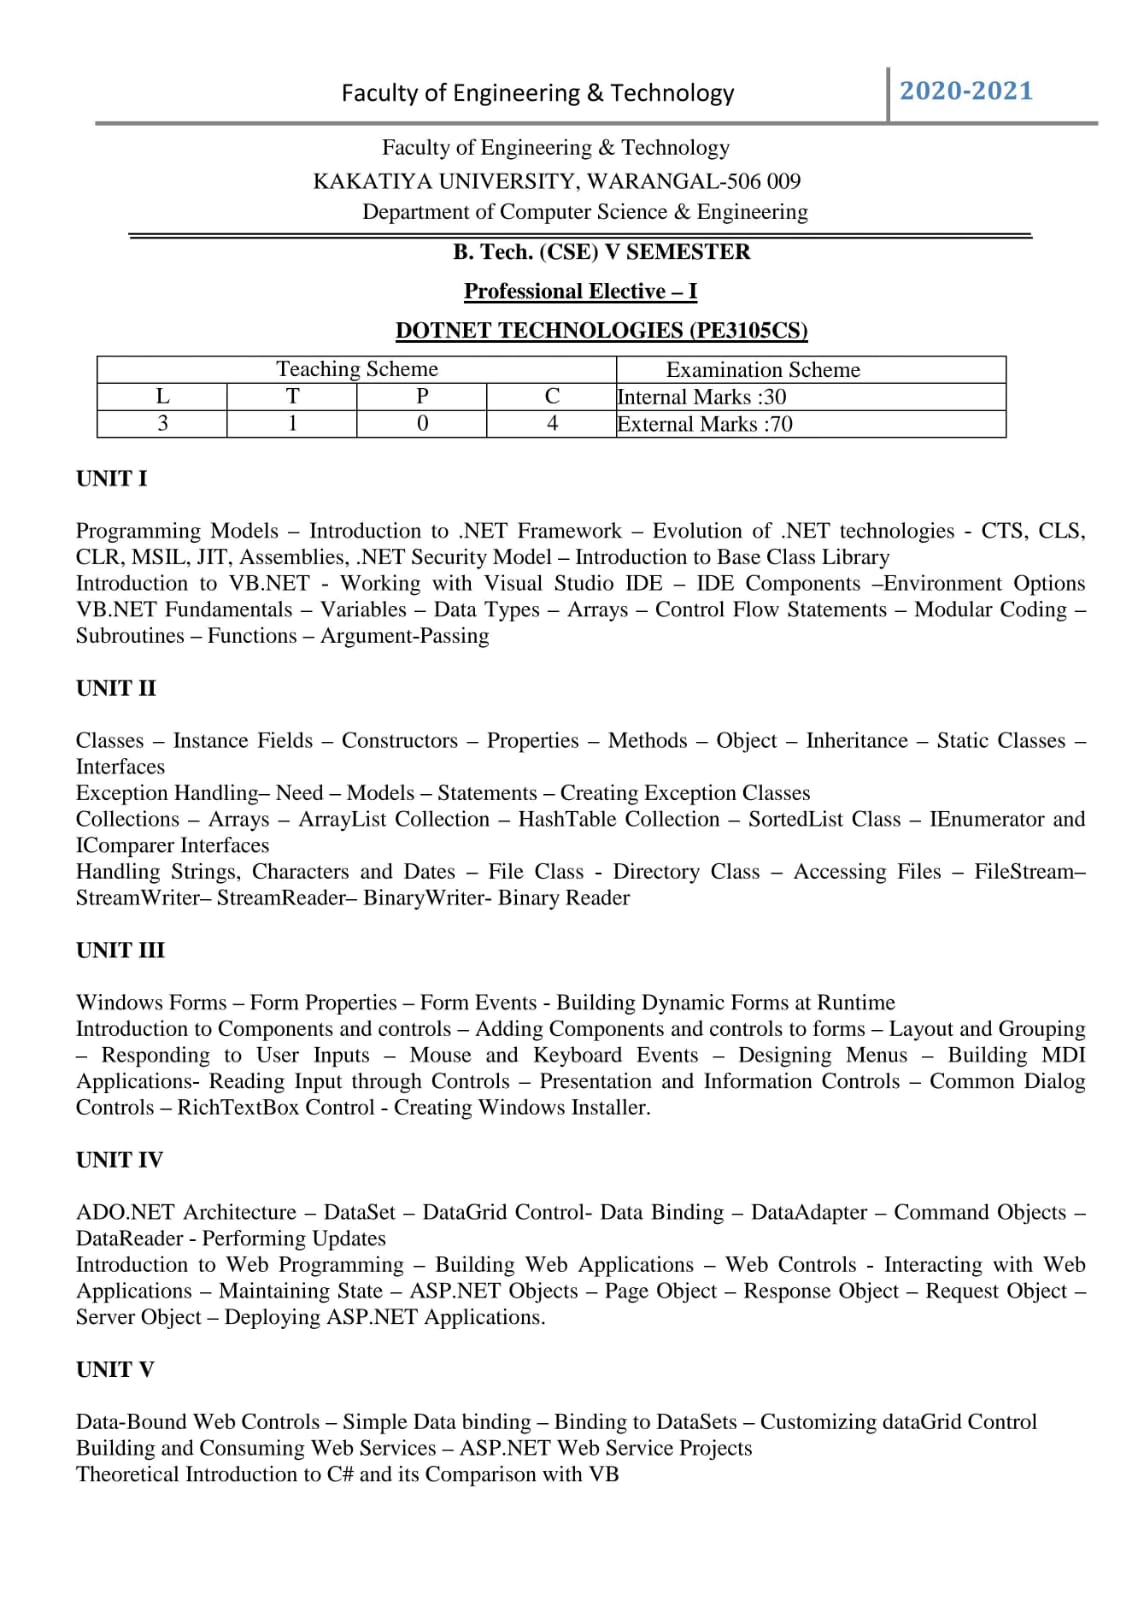 Faculty of Engineering & Technology 2020-2021
Faculty of Engineering & Technology
KAKATIYA UNIVERSITY, WARANGAL-506 009
Department of Computer Science & Engineering
B. Tech. (CSE) V SEMESTER
Professional Elective – I
DOTNET TECHNOLOGIES (PE3105CS)
Teaching Scheme Examination Scheme
L T P C Internal Marks :30
3 1 0 4 External Marks :70
UNIT I
Programming Models – Introduction to .NET Framework – Evolution of .NET technologies - CTS, CLS,
CLR, MSIL, JIT, Assemblies, .NET Security Model – Introduction to Base Class Library
Introduction to VB.NET - Working with Visual Studio IDE – IDE Components –Environment Options
VB.NET Fundamentals – Variables – Data Types – Arrays – Control Flow Statements – Modular Coding –
Subroutines – Functions – Argument-Passing
UNIT II
Classes – Instance Fields – Constructors – Properties – Methods – Object – Inheritance – Static Classes –
Interfaces
Exception Handling– Need – Models – Statements – Creating Exception Classes
Collections – Arrays – ArrayList Collection – HashTable Collection – SortedList Class – IEnumerator and
IComparer Interfaces
Handling Strings, Characters and Dates – File Class - Directory Class – Accessing Files – FileStream–
StreamWriter– StreamReader– BinaryWriter- Binary Reader
UNIT III
Windows Forms – Form Properties – Form Events - Building Dynamic Forms at Runtime
Introduction to Components and controls – Adding Components and controls to forms – Layout and Grouping
– Responding to User Inputs – Mouse and Keyboard Events – Designing Menus – Building MDI
Applications- Reading Input through Controls – Presentation and Information Controls – Common Dialog
Controls – RichTextBox Control - Creating Windows Installer.
UNIT IV
ADO.NET Architecture – DataSet – DataGrid Control- Data Binding – DataAdapter – Command Objects –
DataReader - Performing Updates
Introduction to Web Programming – Building Web Applications – Web Controls - Interacting with Web
Applications – Maintaining State – ASP.NET Objects – Page Object – Response Object – Request Object –
Server Object – Deploying ASP.NET Applications.
UNIT V
Data-Bound Web Controls – Simple Data binding – Binding to DataSets – Customizing dataGrid Control
Building and Consuming Web Services – ASP.NET Web Service Projects
Theoretical Introduction to C# and its Comparison with VB